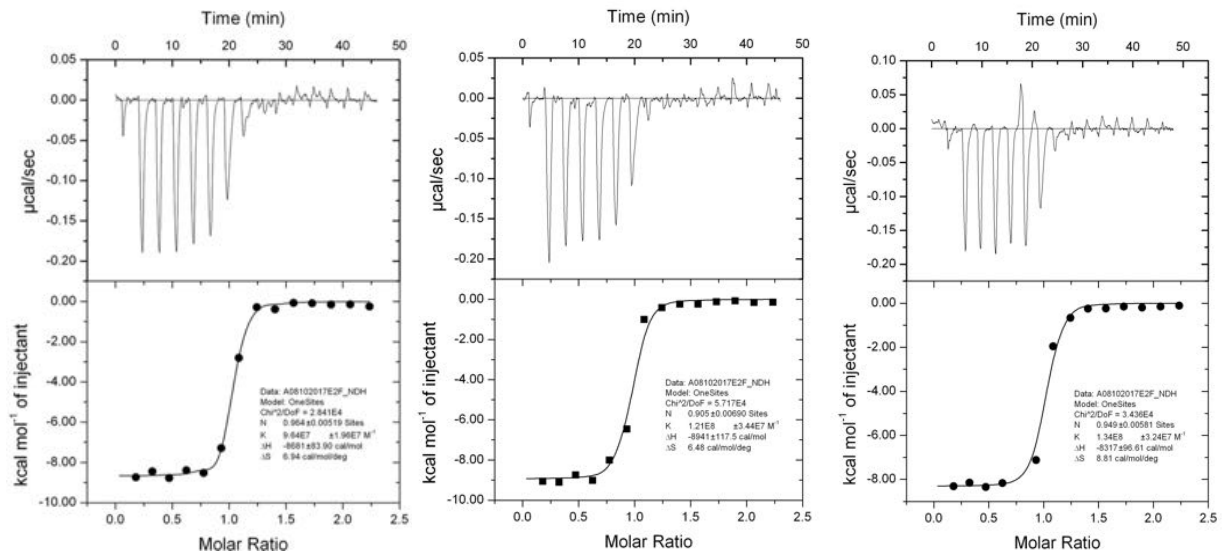 Time (min)
0 10 20 30 40 50
0.05
0.00
-0.05
-0.10
-0.15
-0.20
µcal/sec
0.00
-2.00
-4.00
-6.00
-8.00
-10.00
kcal mol⁻¹ of injectant
Data: A08102017E2F_NDH
Model: OneSites
Chi^2/DoF = 2.841E4
N 0.964±0.00519 Sites
K 9.64E7 ±1.96E7 M⁻¹
ΔH -8681±83.90 cal/mol
ΔS 6.94 cal/mol/deg
0.0 0.5 1.0 1.5 2.0 2.5
Molar Ratio
Time (min)
0 10 20 30 40 50
0.05
0.00
-0.05
-0.10
-0.15
-0.20
µcal/sec
0.00
-2.00
-4.00
-6.00
-8.00
-10.00
kcal mol⁻¹ of injectant
Data: A08102017E2F_NDH
Model: OneSites
Chi^2/DoF = 5.717E4
N 0.905±0.00690 Sites
K 1.21E8 ±3.44E7 M⁻¹
ΔH -8941±117.5 cal/mol
ΔS 6.48 cal/mol/deg
0.0 0.5 1.0 1.5 2.0 2.5
Molar Ratio
Time (min)
0 10 20 30 40 50
0.10
0.05
0.00
-0.05
-0.10
-0.15
-0.20
µcal/sec
0.00
-2.00
-4.00
-6.00
-8.00
kcal mol⁻¹ of injectant
Data: A08102017E2F_NDH
Model: OneSites
Chi^2/DoF = 3.436E4
N 0.949±0.00581 Sites
K 1.34E8 ±3.24E7 M⁻¹
ΔH -8317±96.61 cal/mol
ΔS 8.81 cal/mol/deg
0.0 0.5 1.0 1.5 2.0 2.5
Molar Ratio